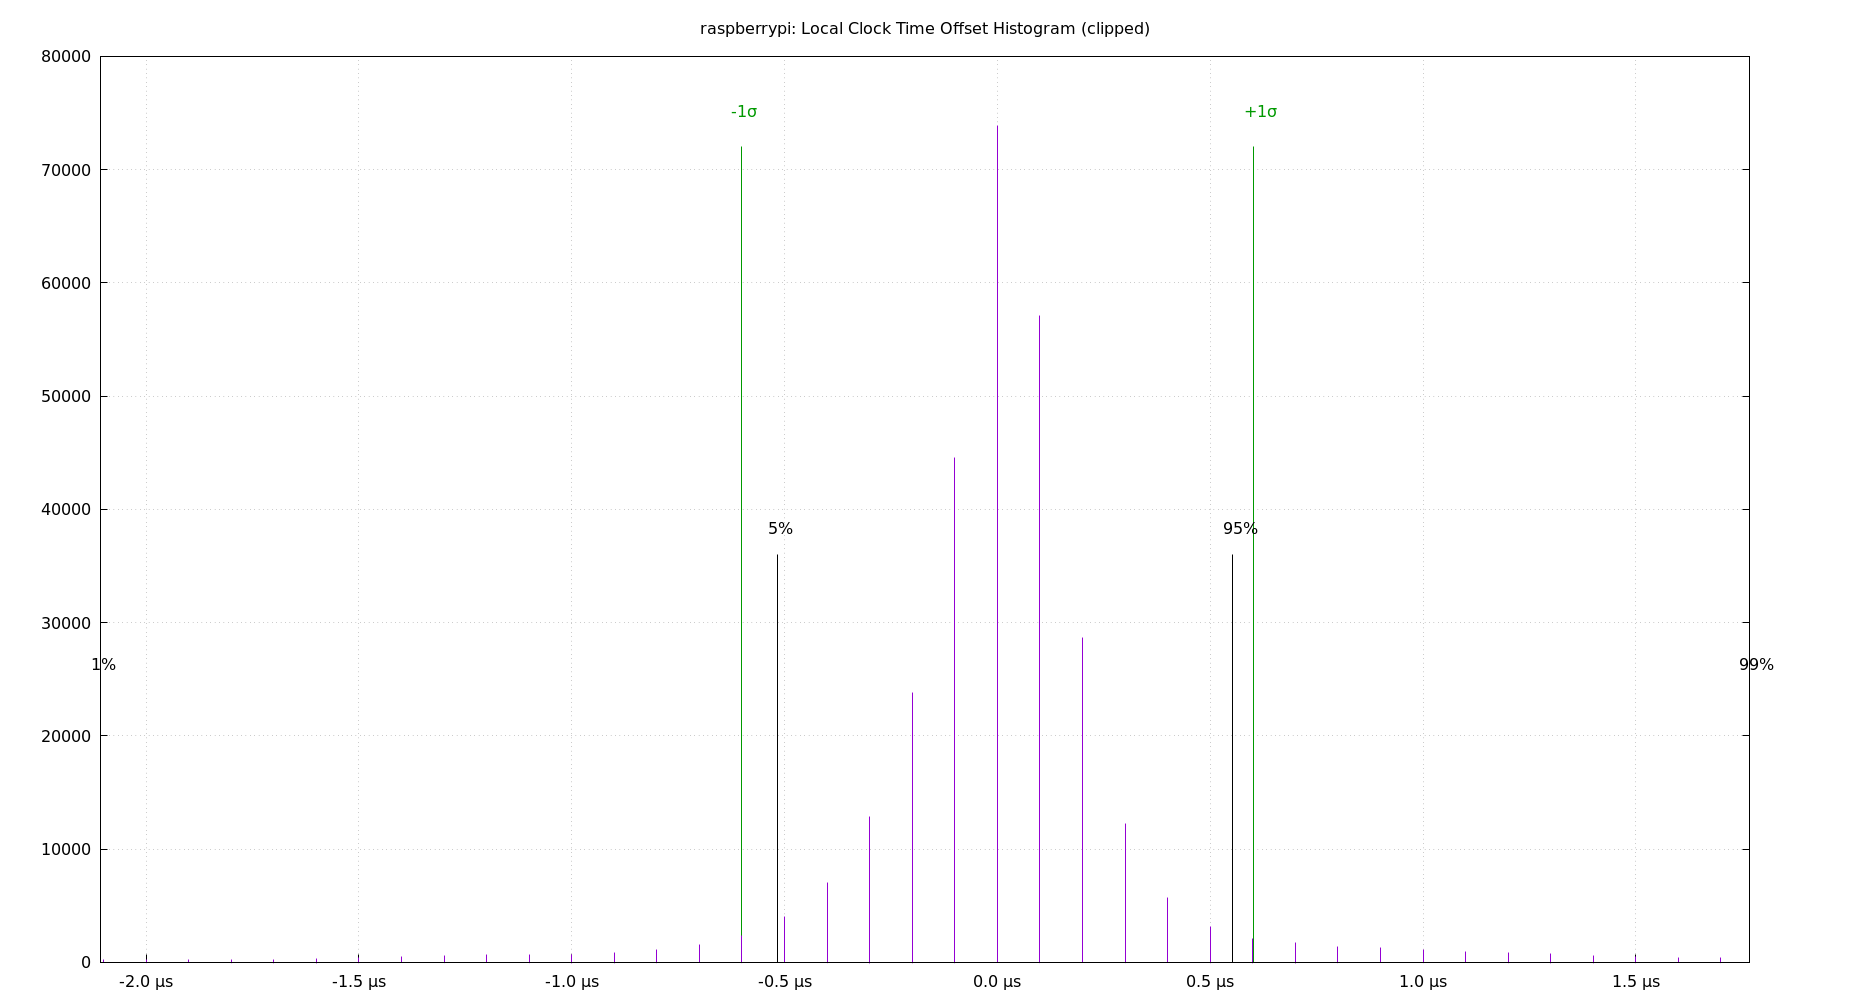 raspberrypi: Local Clock Time Offset Histogram (clipped)
80000
-1σ
+1σ
70000
60000
50000
40000
5%
95%
30000
1%
99%
20000
10000
0
-2.0 µs
-1.5 µs
-1.0 µs
-0.5 µs
0.0 µs
0.5 µs
1.0 µs
1.5 µs